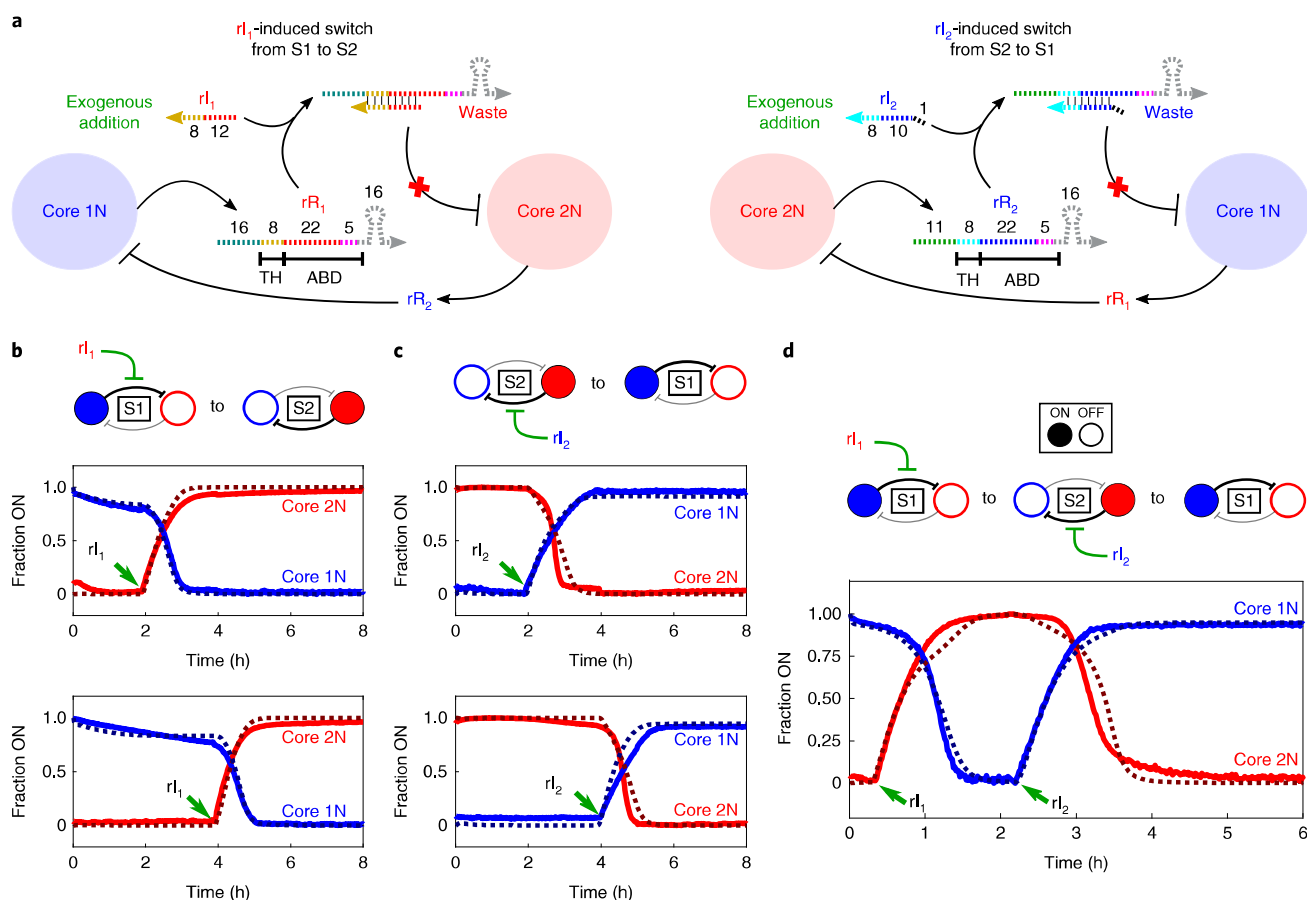 a
rI1-induced switch
from S1 to S2
rI1
Exogenous
addition
8 12
Waste
Core 1N
rR1
16
16 8 22 5
TH ABD
Core 2N
rR2
rI2-induced switch
from S2 to S1
rI2
1
Exogenous
addition
8 10
Waste
Core 2N
rR2
16
11 8 22 5
TH ABD
Core 1N
rR1
b
rI1
S1 to S2
Fraction ON
1.0
0.5
0
Core 2N
rI1
Core 1N
0 2 4 6 8
Time (h)
Fraction ON
1.0
0.5
0
Core 2N
rI1
Core 1N
0 2 4 6 8
Time (h)
c
S2 to S1
rI2
Fraction ON
1.0
0.5
0
Core 1N
rI2
Core 2N
0 2 4 6 8
Time (h)
Fraction ON
1.0
0.5
0
Core 1N
rI2
Core 2N
0 2 4 6 8
Time (h)
d
ON OFF
rI1
S1 to S2 to S1
rI2
Fraction ON
1.00
0.75
0.50
0.25
0
Core 1N
Core 2N
rI1
rI2
0 1 2 3 4 5 6
Time (h)